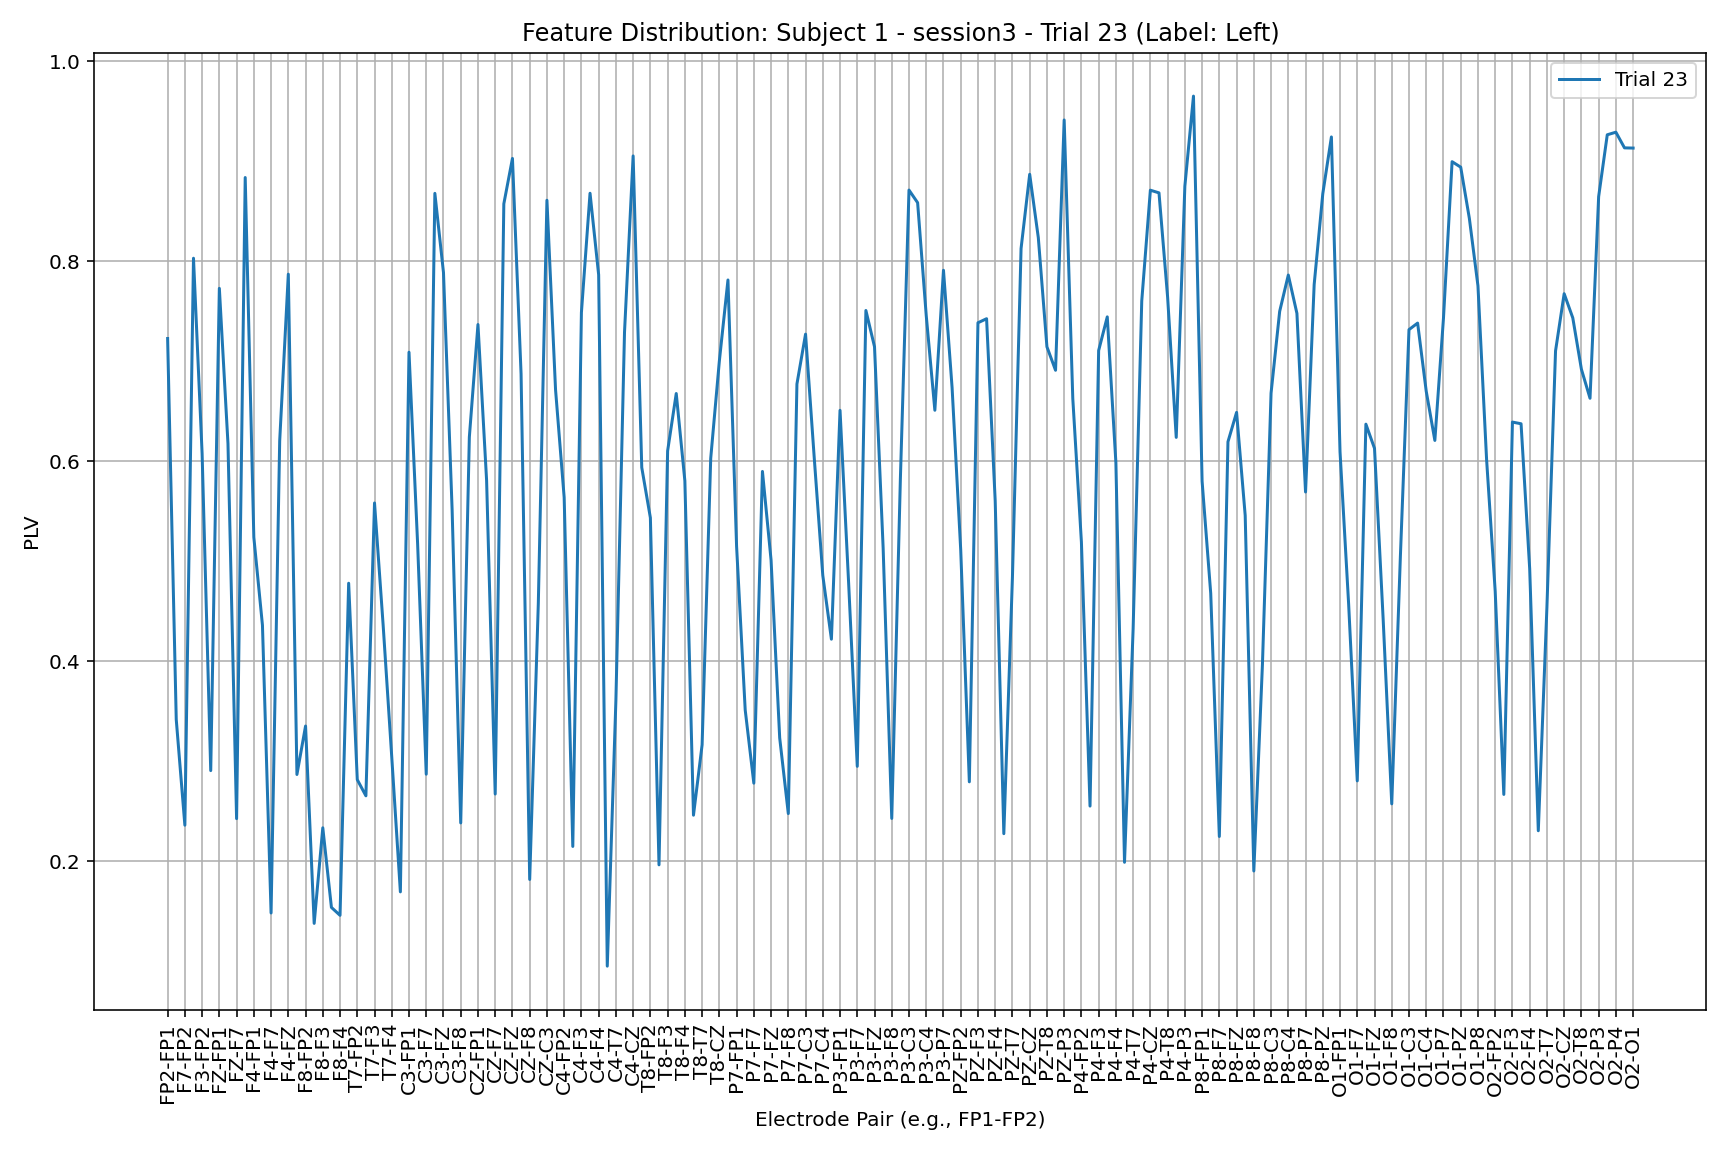 Feature Distribution: Subject 1 - session3 - Trial 23 (Label: Left)
Trial 23
PLV
1.0
0.8
0.6
0.4
0.2
FP2-FP1
F7-FP2
F3-FP2
FZ-FP1
FZ-F7
F4-FP1
F4-F7
F4-FZ
F8-FP2
F8-F3
F8-F4
T7-FP2
T7-F3
T7-F4
C3-FP1
C3-F7
C3-FZ
C3-F8
CZ-FP1
CZ-F7
CZ-FZ
CZ-F8
CZ-C3
C4-FP2
C4-F3
C4-F4
C4-T7
C4-CZ
T8-FP2
T8-F3
T8-F4
T8-T7
T8-CZ
P7-FP1
P7-F7
P7-FZ
P7-F8
P7-C3
P7-C4
P3-FP1
P3-F7
P3-FZ
P3-F8
P3-C3
P3-C4
P3-P7
PZ-FP2
PZ-F3
PZ-F4
PZ-T7
PZ-CZ
PZ-T8
PZ-P3
P4-FP2
P4-F3
P4-F4
P4-T7
P4-CZ
P4-T8
P4-P3
P8-FP1
P8-F7
P8-FZ
P8-F8
P8-C3
P8-C4
P8-P7
P8-PZ
O1-FP1
O1-F7
O1-FZ
O1-F8
O1-C3
O1-C4
O1-P7
O1-PZ
O1-P8
O2-FP2
O2-F3
O2-F4
O2-T7
O2-CZ
O2-T8
O2-P3
O2-P4
O2-O1
Electrode Pair (e.g., FP1-FP2)